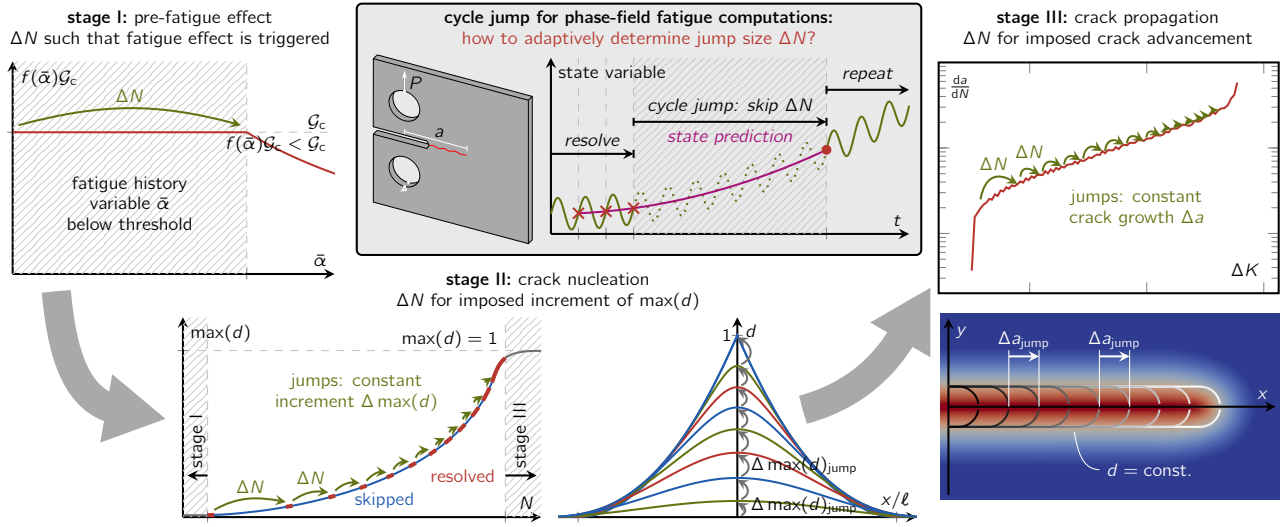 stage I: pre-fatigue effect
ΔN such that fatigue effect is triggered
f(ᾱ)𝒢c
ΔN
𝒢c
f(ᾱ)𝒢c < 𝒢c
fatigue history
variable ᾱ
below threshold
ᾱ
cycle jump for phase-field fatigue computations:
how to adaptively determine jump size ΔN?
P
a
state variable
repeat
cycle jump: skip ΔN
resolve
state prediction
t
stage III: crack propagation
ΔN for imposed crack advancement
da
dN
ΔN
ΔN
jumps: constant
crack growth Δa
ΔK
stage II: crack nucleation
ΔN for imposed increment of max(d)
max(d)
max(d) = 1
jumps: constant
increment Δ max(d)
stage I
stage III
ΔN
ΔN
resolved
skipped
N
1
d
Δ max(d)jump
Δ max(d)jump
x/ℓ
y
Δajump
Δajump
x
d = const.